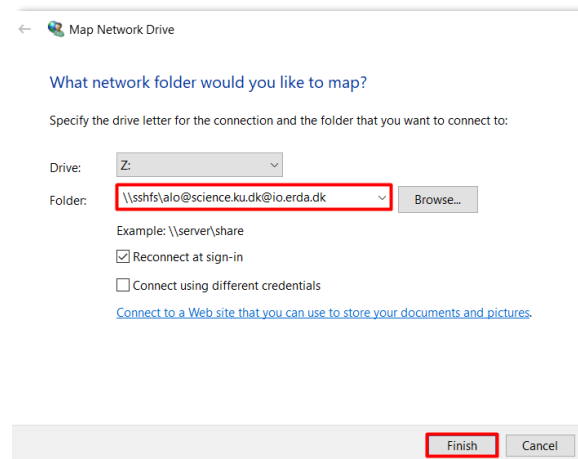 Map Network Drive
What network folder would you like to map?
Specify the drive letter for the connection and the folder that you want to connect to:
Drive: Z:
Folder: \\sshfs\alo@science.ku.dk@io.erda.dk Browse...
Example: \\server\share
Reconnect at sign-in
Connect using different credentials
Connect to a Web site that you can use to store your documents and pictures.
Finish Cancel